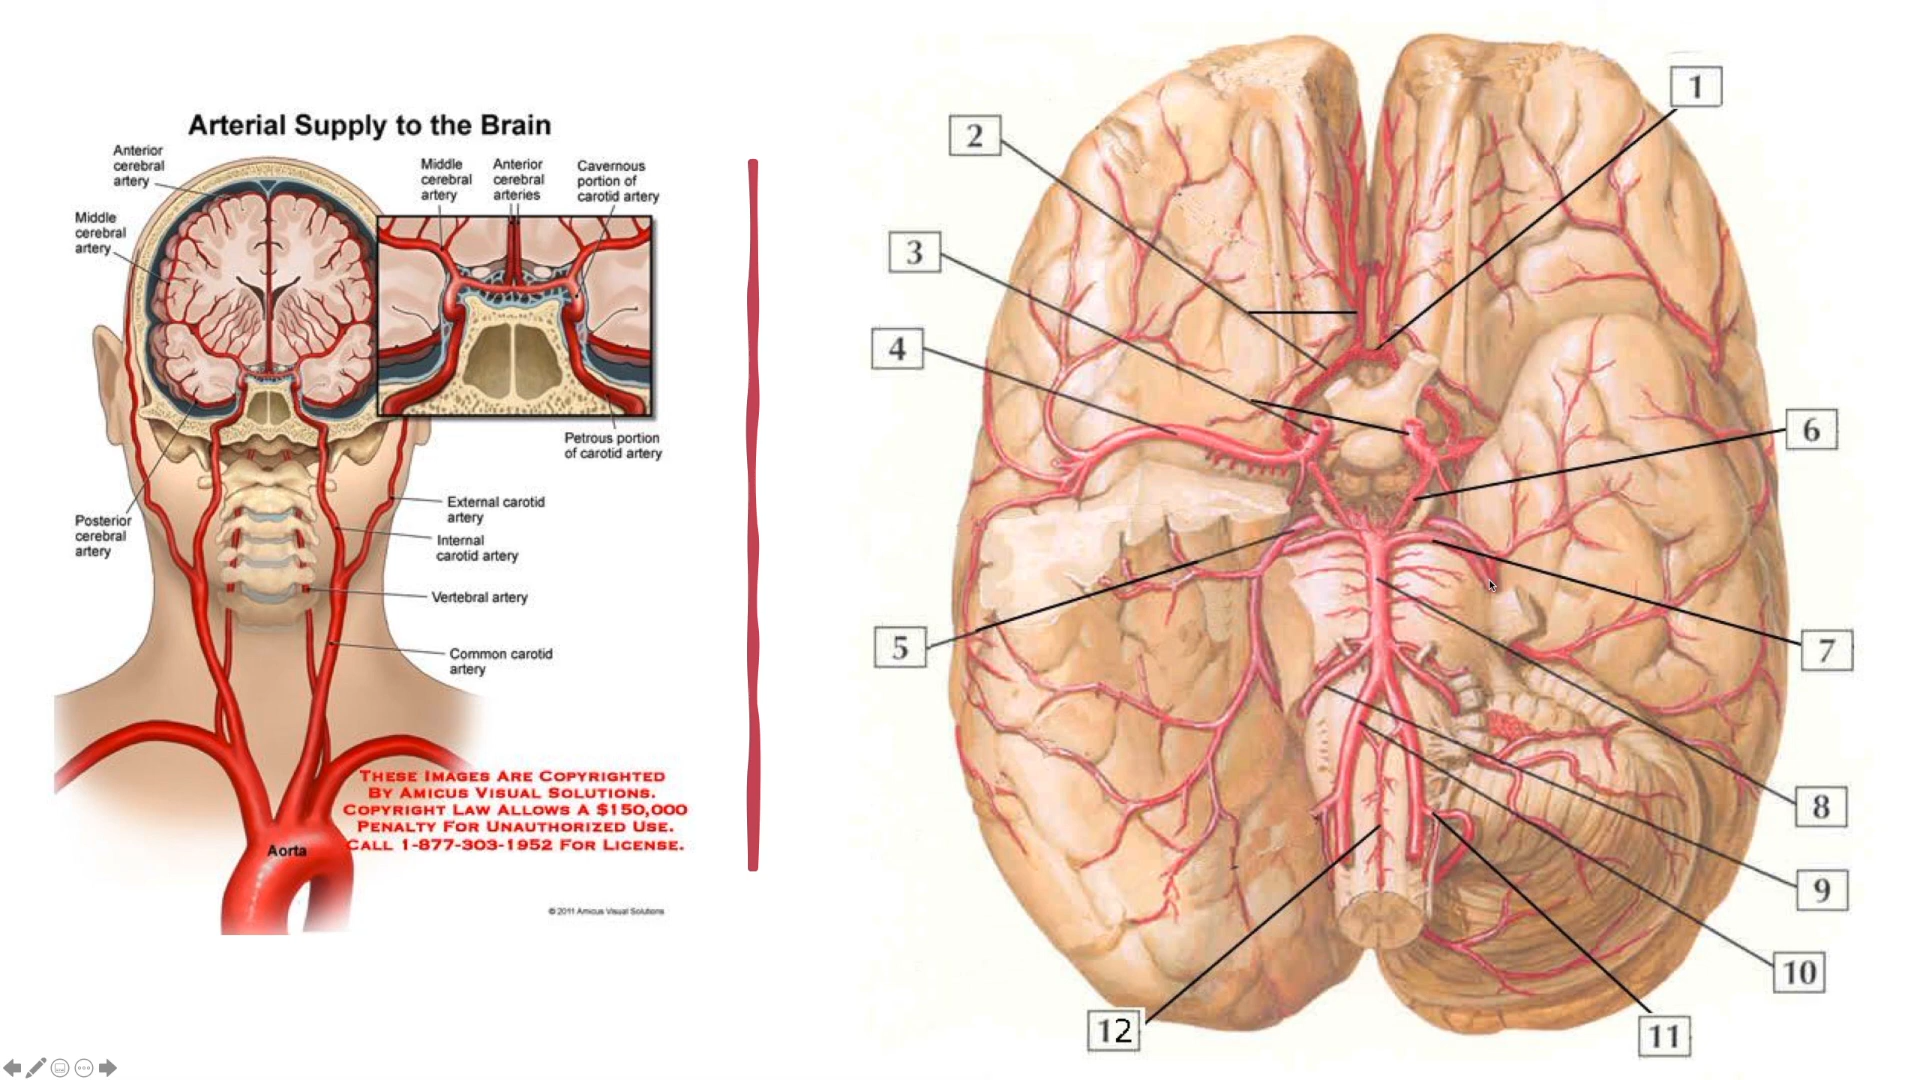 Arterial Supply to the Brain
Anterior
cerebral
artery
Middle
cerebral
artery
Posterior
cerebral
artery
Middle
cerebral
artery
Anterior
cerebral
arteries
Cavernous
portion of
carotid artery
Petrous portion
of carotid artery
External carotid
artery
Internal
carotid artery
Vertebral artery
Common carotid
artery
Aorta
THESE IMAGES ARE COPYRIGHTED
BY AMICUS VISUAL SOLUTIONS.
COPYRIGHT LAW ALLOWS A $150,000
PENALTY FOR UNAUTHORIZED USE.
CALL 1-877-303-1952 FOR LICENSE.
© 2011 Amicus Visual Solutions
1
2
3
4
5
6
7
8
9
10
11
12